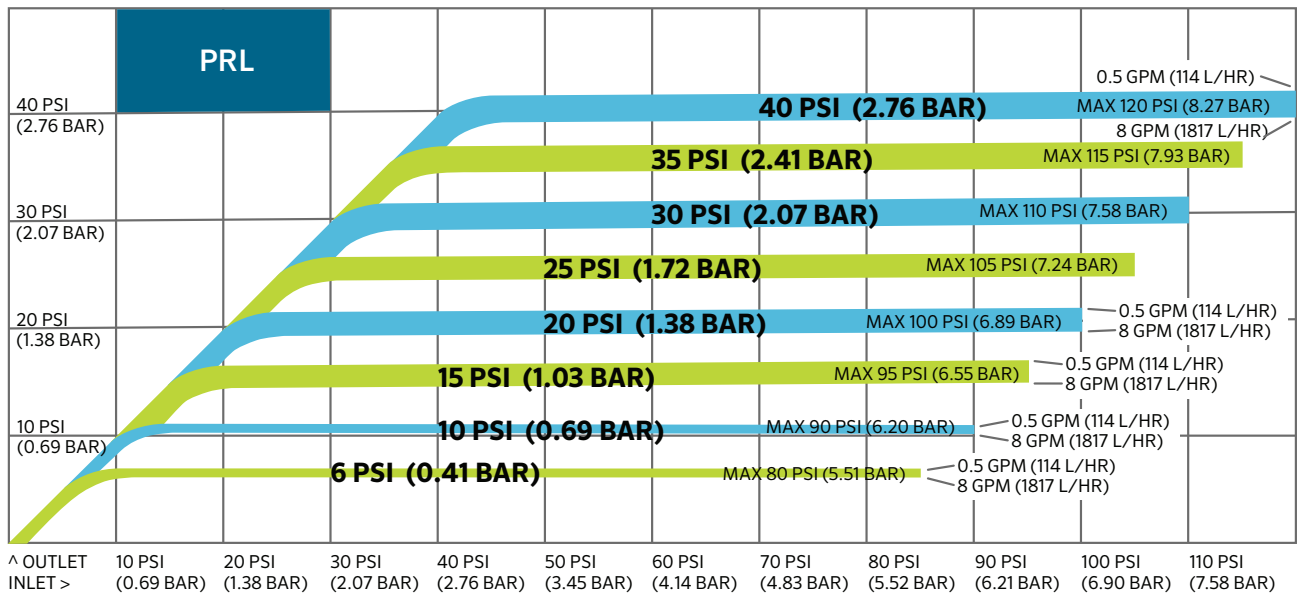 PRL
0.5 GPM (114 L/HR)
40 PSI
(2.76 BAR)
40 PSI (2.76 BAR)
MAX 120 PSI (8.27 BAR)
8 GPM (1817 L/HR)
35 PSI (2.41 BAR)
MAX 115 PSI (7.93 BAR)
30 PSI
(2.07 BAR)
30 PSI (2.07 BAR)
MAX 110 PSI (7.58 BAR)
25 PSI (1.72 BAR)
MAX 105 PSI (7.24 BAR)
20 PSI
(1.38 BAR)
20 PSI (1.38 BAR)
MAX 100 PSI (6.89 BAR)
0.5 GPM (114 L/HR)
8 GPM (1817 L/HR)
15 PSI (1.03 BAR)
MAX 95 PSI (6.55 BAR)
0.5 GPM (114 L/HR)
8 GPM (1817 L/HR)
10 PSI
(0.69 BAR)
10 PSI (0.69 BAR)
MAX 90 PSI (6.20 BAR)
0.5 GPM (114 L/HR)
8 GPM (1817 L/HR)
6 PSI (0.41 BAR)
MAX 80 PSI (5.51 BAR)
0.5 GPM (114 L/HR)
8 GPM (1817 L/HR)
^ OUTLET
INLET >
10 PSI
(0.69 BAR)
20 PSI
(1.38 BAR)
30 PSI
(2.07 BAR)
40 PSI
(2.76 BAR)
50 PSI
(3.45 BAR)
60 PSI
(4.14 BAR)
70 PSI
(4.83 BAR)
80 PSI
(5.52 BAR)
90 PSI
(6.21 BAR)
100 PSI
(6.90 BAR)
110 PSI
(7.58 BAR)